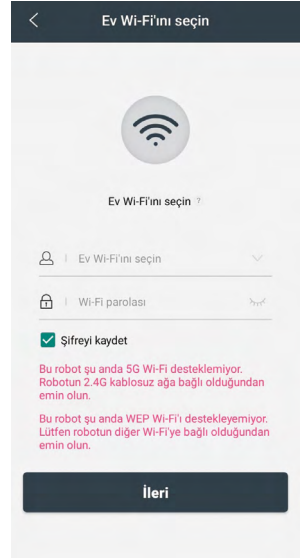 Ev Wi-Fi'ını seçin
Ev Wi-Fi'ını seçin ?
Ev Wi-Fi'ını seçin
Wi-Fi parolası
Şifreyi kaydet
Bu robot şu anda 5G Wi-Fi desteklemiyor.
Robotun 2.4G kablosuz ağa bağlı olduğundan
emin olun.
Bu robot şu anda WEP Wi-Fi'ı destekleyemiyor.
Lütfen robotun diğer Wi-Fi'ye bağlı olduğundan
emin olun.
İleri